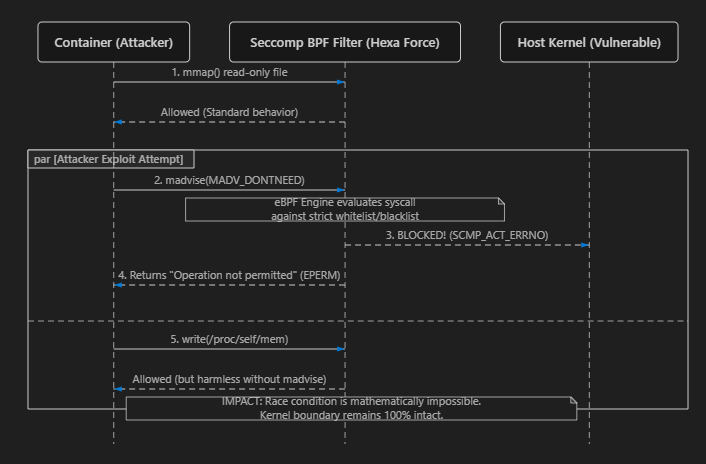 Container (Attacker)
Seccomp BPF Filter (Hexa Force)
Host Kernel (Vulnerable)
1. mmap() read-only file
Allowed (Standard behavior)
par [Attacker Exploit Attempt]
2. madvise(MADV_DONTNEED)
eBPF Engine evaluates syscall
against strict whitelist/blacklist
3. BLOCKED! (SCMP_ACT_ERRNO)
4. Returns "Operation not permitted" (EPERM)
5. write(/proc/self/mem)
Allowed (but harmless without madvise)
IMPACT: Race condition is mathematically impossible.
Kernel boundary remains 100% intact.